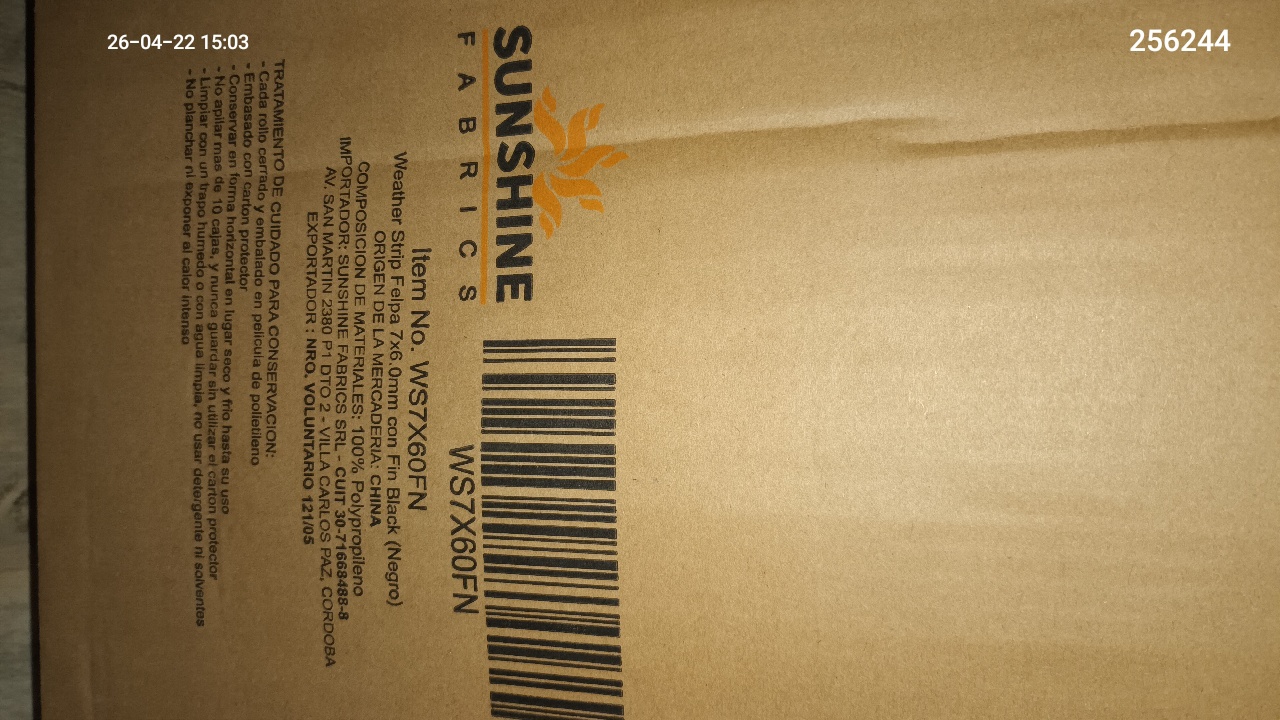 26-04-22 15:03
256244
SUNSHINE
FABRICS
WS7X60FN
Item No. WS7X60FN
Weather Strip Felpa 7x6.0mm con Fin Black (Negro)
ORIGEN DE LA MERCADERIA: CHINA
COMPOSICION DE MATERIALES: 100% Polypropileno
IMPORTADOR: SUNSHINE FABRICS SRL - CUIT 30-71668488-8
AV. SAN MARTIN 2380 P1 DTO 2 - VILLA CARLOS PAZ, CORDOBA
EXPORTADOR : NRO. VOLUNTARIO 121/05
TRATAMIENTO DE CUIDADO PARA CONSERVACION:
- Cada rollo cerrado y embalado en pelicula de polietileno
- Embasado con carton protector
- Conservar en forma horizontal en lugar seco y frio hasta su uso
- No apilar mas de 10 cajas, y nunca guardar sin utilizar el carton protector
- Limpiar con un trapo humedo o con agua limpia, no usar detergente ni solventes
- No planchar ni exponer al calor intenso